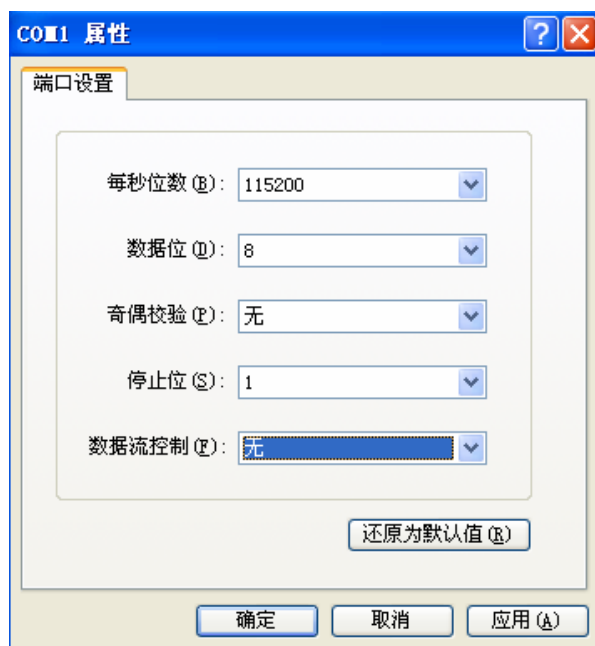 COM1 属性
端口设置
每秒位数(B): 115200
数据位(D): 8
奇偶校验(P): 无
停止位(S): 1
数据流控制(F): 无
还原为默认值(R)
确定 取消 应用(A)